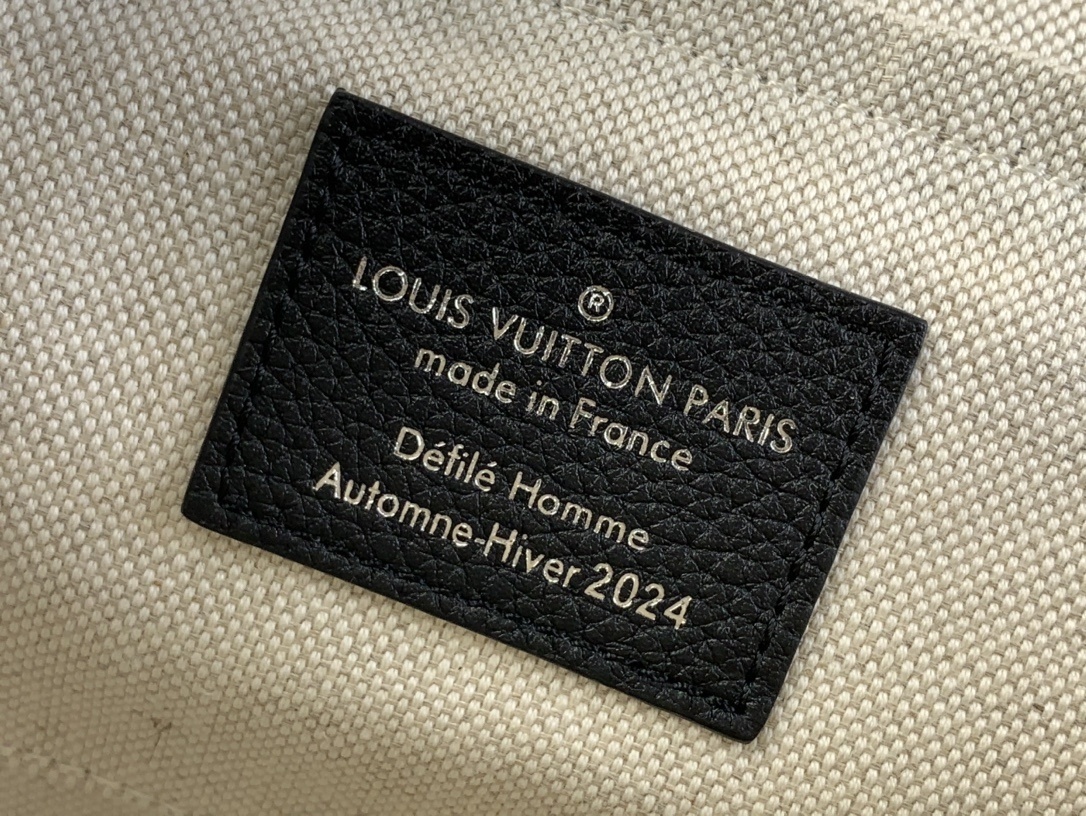 ®
LOUIS VUITTON PARIS
made in France
Défilé Homme
Automne-Hiver 2024